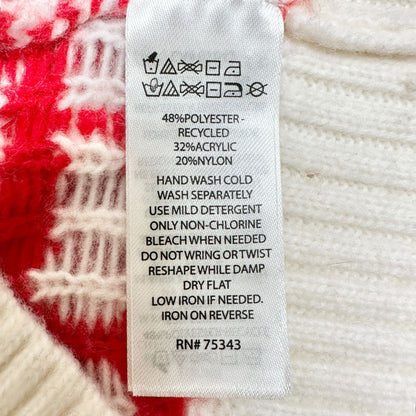 48%POLYESTER -
RECYCLED
32%ACRYLIC
20%NYLON
HAND WASH COLD
WASH SEPARATELY
USE MILD DETERGENT
ONLY NON-CHLORINE
BLEACH WHEN NEEDED
DO NOT WRING OR TWIST
RESHAPE WHILE DAMP
DRY FLAT
LOW IRON IF NEEDED.
IRON ON REVERSE
RN# 75343